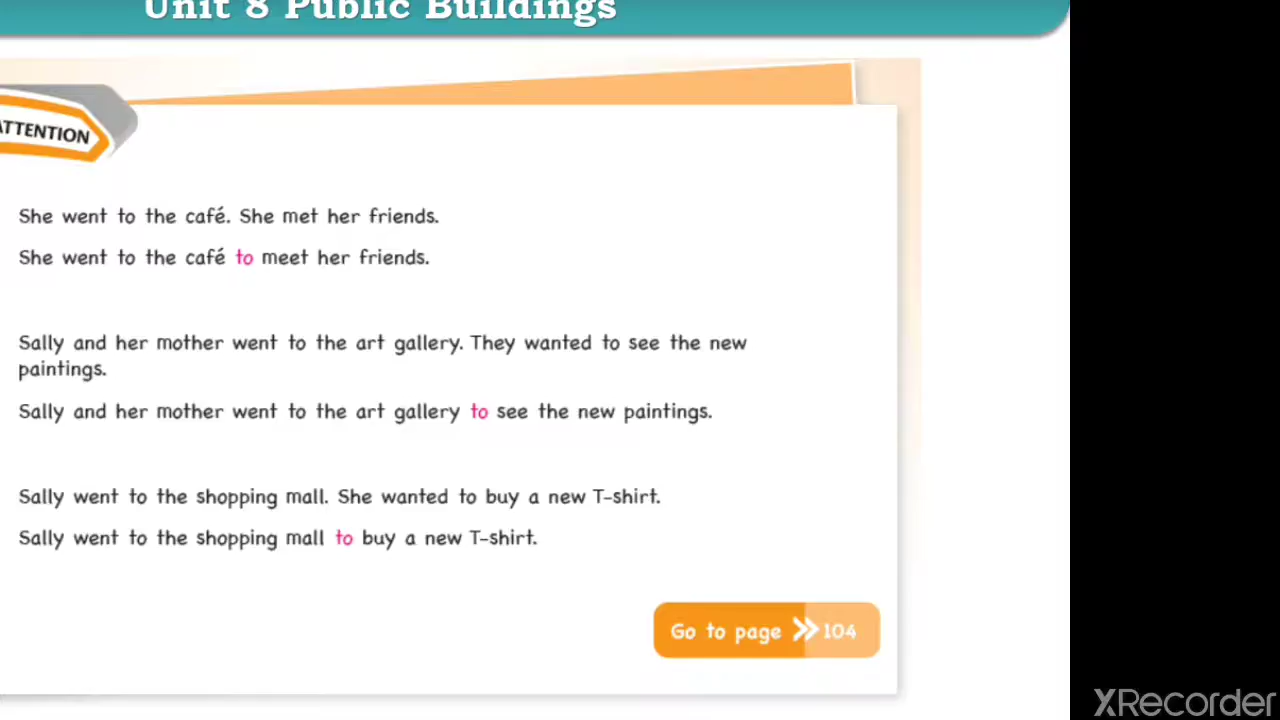 Unit 8 Public Buildings
ATTENTION
She went to the café. She met her friends.
She went to the café to meet her friends.
Sally and her mother went to the art gallery. They wanted to see the new
paintings.
Sally and her mother went to the art gallery to see the new paintings.
Sally went to the shopping mall. She wanted to buy a new T-shirt.
Sally went to the shopping mall to buy a new T-shirt.
Go to page >> 104
XRecorder